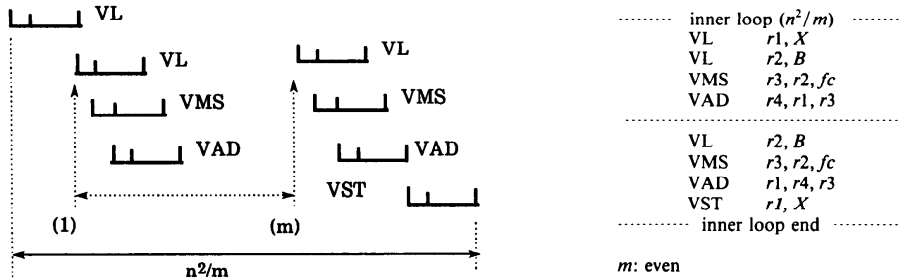 VL
VL
VMS
VAD
VL
VMS
VAD
VST
(1)
(m)
n²/m
inner loop (n²/m)
VL r1, X
VL r2, B
VMS r3, r2, fc
VAD r4, r1, r3
VL r2, B
VMS r3, r2, fc
VAD r1, r4, r3
VST r1, X
inner loop end
m: even